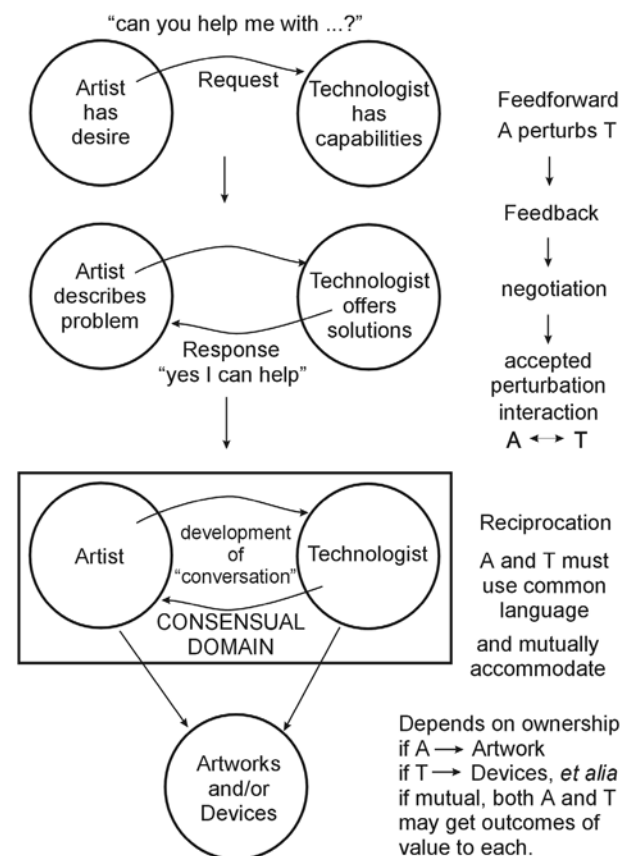 “can you help me with ...?”
Artist
has
desire
Request
Technologist
has
capabilities
Feedforward
A perturbs T
Feedback
negotiation
accepted
perturbation
interaction
A ↔ T
Artist
describes
problem
Technologist
offers
solutions
Response
“yes I can help”
Artist
development
of
“conversation”
Technologist
CONSENSUAL
DOMAIN
Reciprocation
A and T must
use common
language
and mutually
accommodate
Artworks
and/or
Devices
Depends on ownership
if A → Artwork
if T → Devices, et alia
if mutual, both A and T
may get outcomes of
value to each.